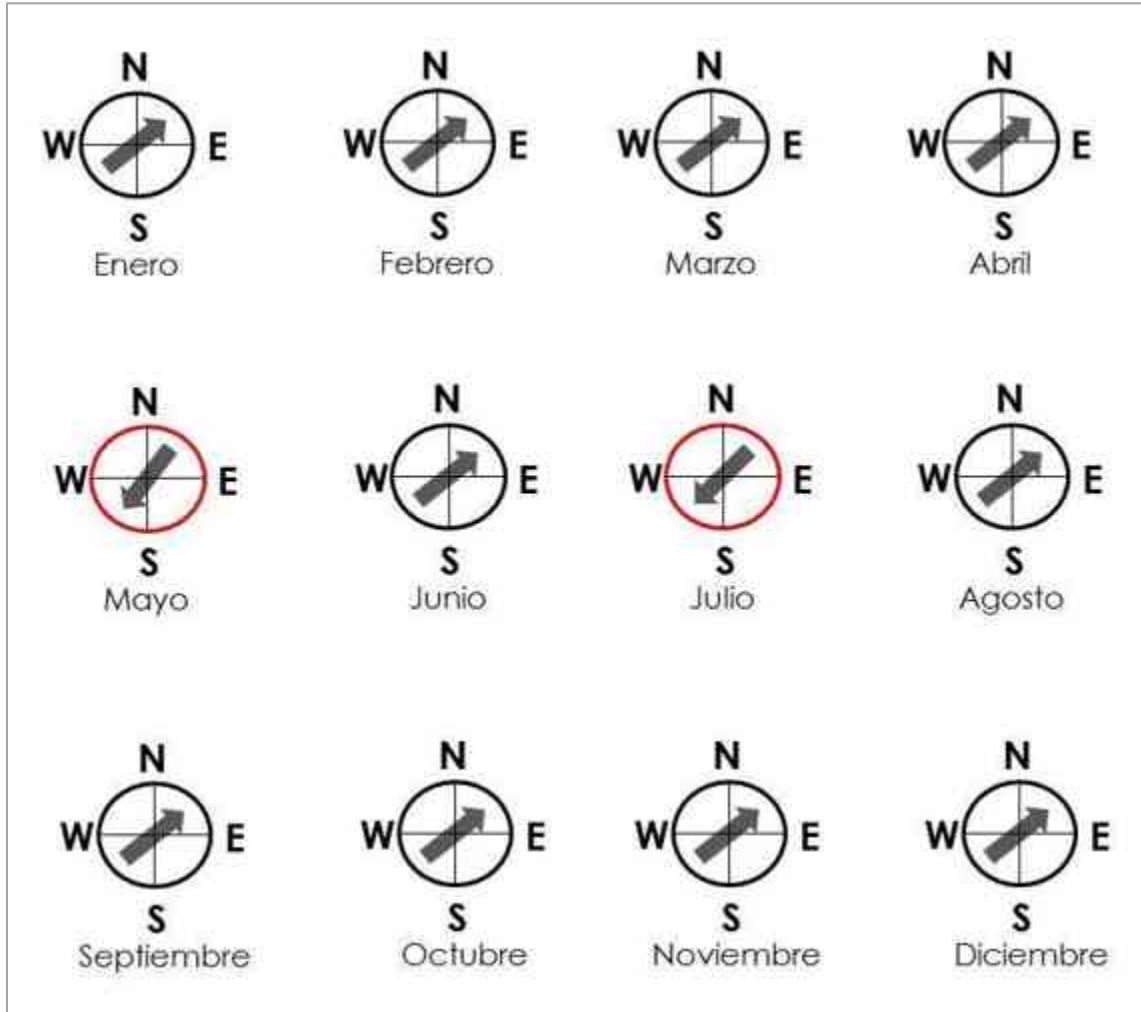 N N N N
W E W E W E W E
S S S S
Enero Febrero Marzo Abril
N N N N
W E W E W E W E
S S S S
Mayo Junio Julio Agosto
N N N N
W E W E W E W E
S S S S
Septiembre Octubre Noviembre Diciembre